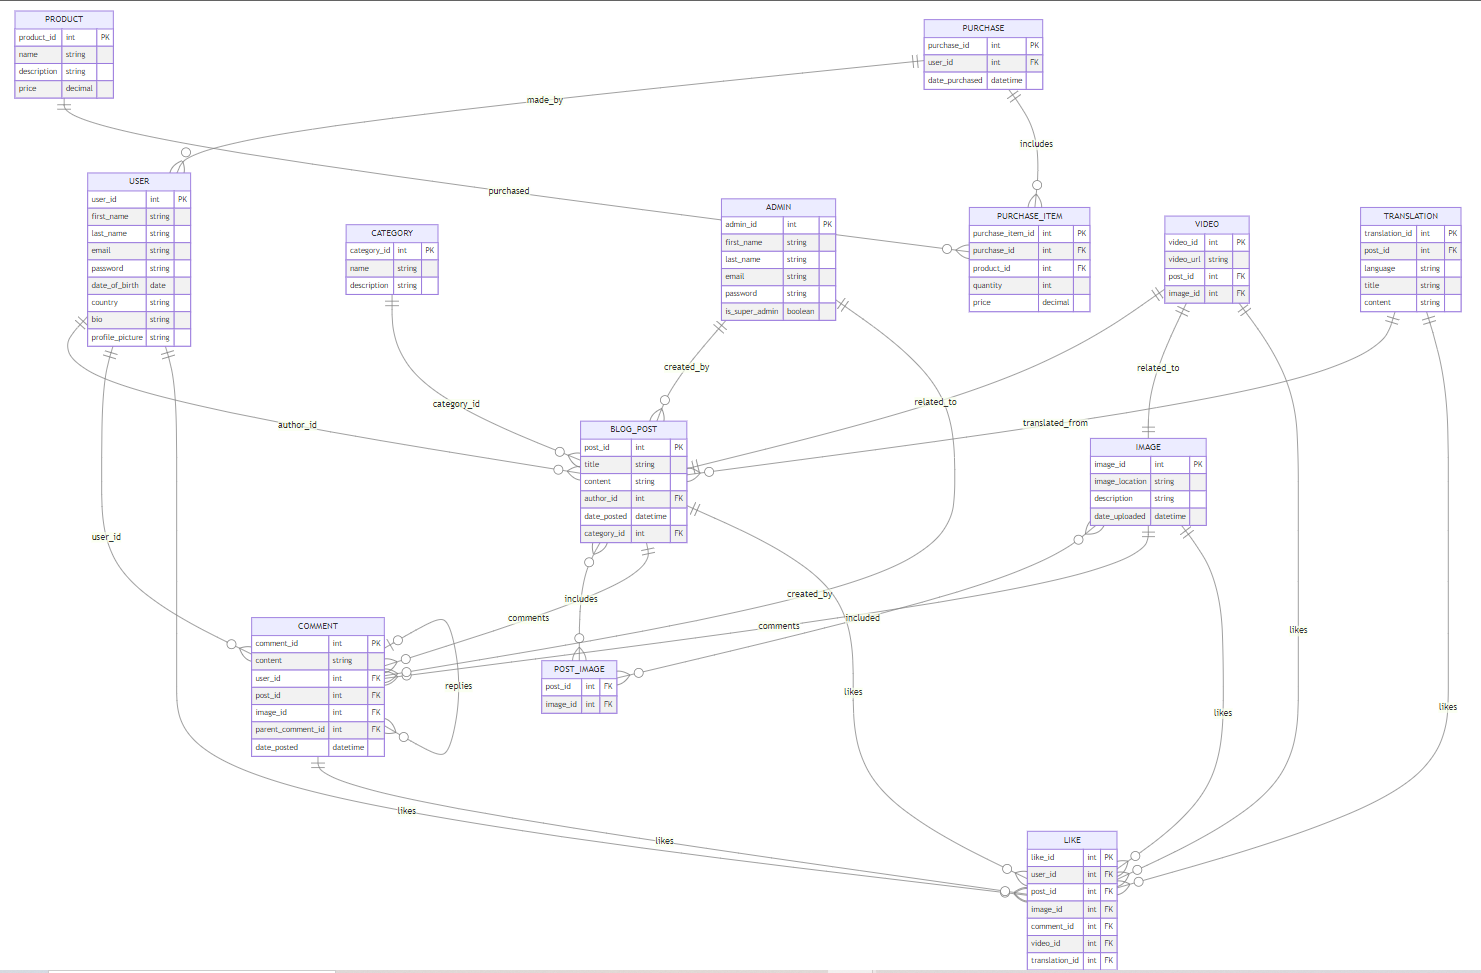 PRODUCT
product_id int PK
name string
description string
price decimal
PURCHASE
purchase_id int PK
user_id int FK
date_purchased datetime
made_by
includes
purchased
USER
user_id int PK
first_name string
last_name string
email string
password string
date_of_birth date
country string
bio string
profile_picture string
CATEGORY
category_id int PK
name string
description string
ADMIN
admin_id int PK
first_name string
last_name string
email string
password string
is_super_admin boolean
PURCHASE_ITEM
purchase_item_id int PK
purchase_id int FK
product_id int FK
quantity int
price decimal
VIDEO
video_id int PK
video_url string
post_id int FK
image_id int FK
TRANSLATION
translation_id int PK
post_id int FK
language string
title string
content string
created_by
related_to
category_id
related_to
author_id
translated_from
BLOG_POST
post_id int PK
title string
content string
author_id int FK
date_posted datetime
category_id int FK
IMAGE
image_id int PK
image_location string
description string
date_uploaded datetime
user_id
includes
created_by
comments
comments
included
likes
COMMENT
comment_id int PK
content string
user_id int FK
post_id int FK
image_id int FK
parent_comment_id int FK
date_posted datetime
replies
POST_IMAGE
post_id int FK
image_id int FK
likes
likes
likes
likes
likes
LIKE
like_id int PK
user_id int FK
post_id int FK
image_id int FK
comment_id int FK
video_id int FK
translation_id int FK